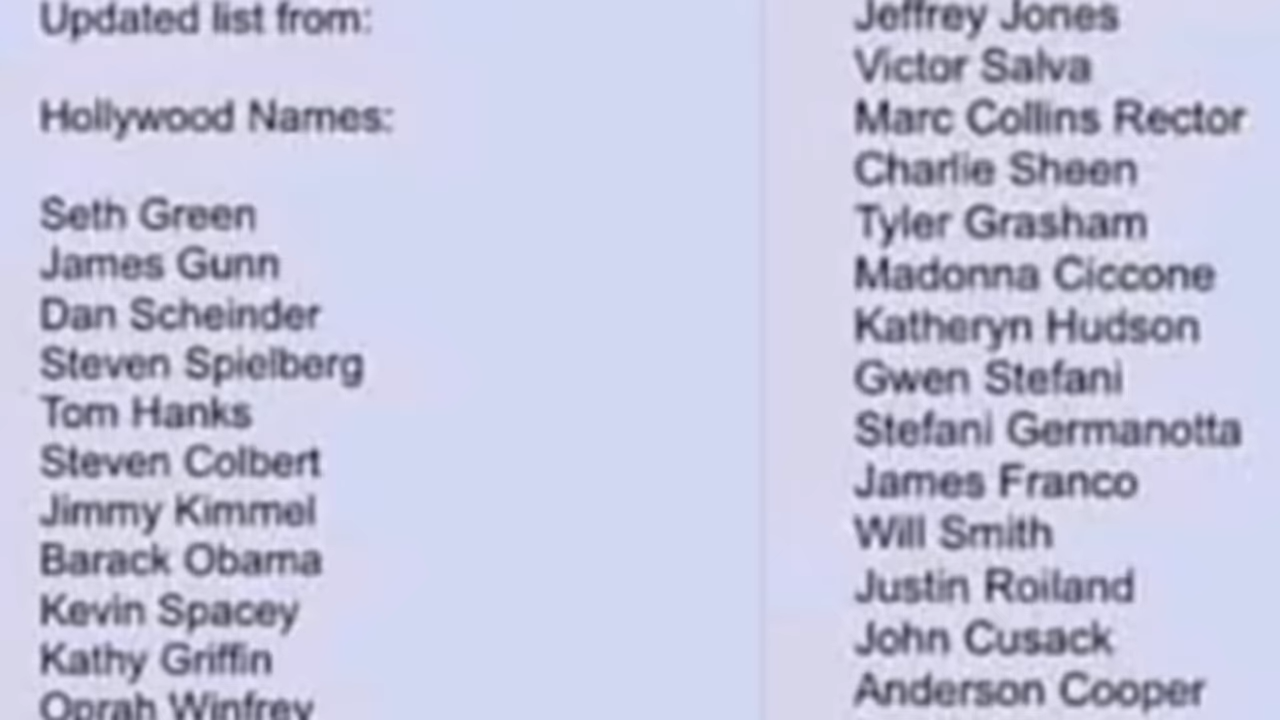 Updated list from:
Hollywood Names:
Seth Green
James Gunn
Dan Scheinder
Steven Spielberg
Tom Hanks
Steven Colbert
Jimmy Kimmel
Barack Obama
Kevin Spacey
Kathy Griffin
Oprah Winfrey
Jeffrey Jones
Victor Salva
Marc Collins Rector
Charlie Sheen
Tyler Grasham
Madonna Ciccone
Katheryn Hudson
Gwen Stefani
Stefani Germanotta
James Franco
Will Smith
Justin Roiland
John Cusack
Anderson Cooper